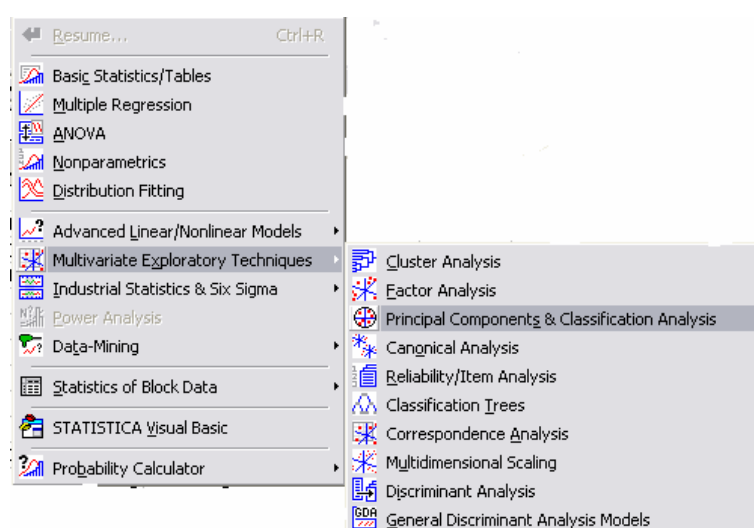 Resume... Ctrl+R
Basic Statistics/Tables
Multiple Regression
ANOVA
Nonparametrics
Distribution Fitting
Advanced Linear/Nonlinear Models
Multivariate Exploratory Techniques
Industrial Statistics & Six Sigma
Power Analysis
Data-Mining
Statistics of Block Data
STATISTICA Visual Basic
Probability Calculator
Cluster Analysis
Factor Analysis
Principal Components & Classification Analysis
Canonical Analysis
Reliability/Item Analysis
Classification Trees
Correspondence Analysis
Multidimensional Scaling
Discriminant Analysis
GDA General Discriminant Analysis Models